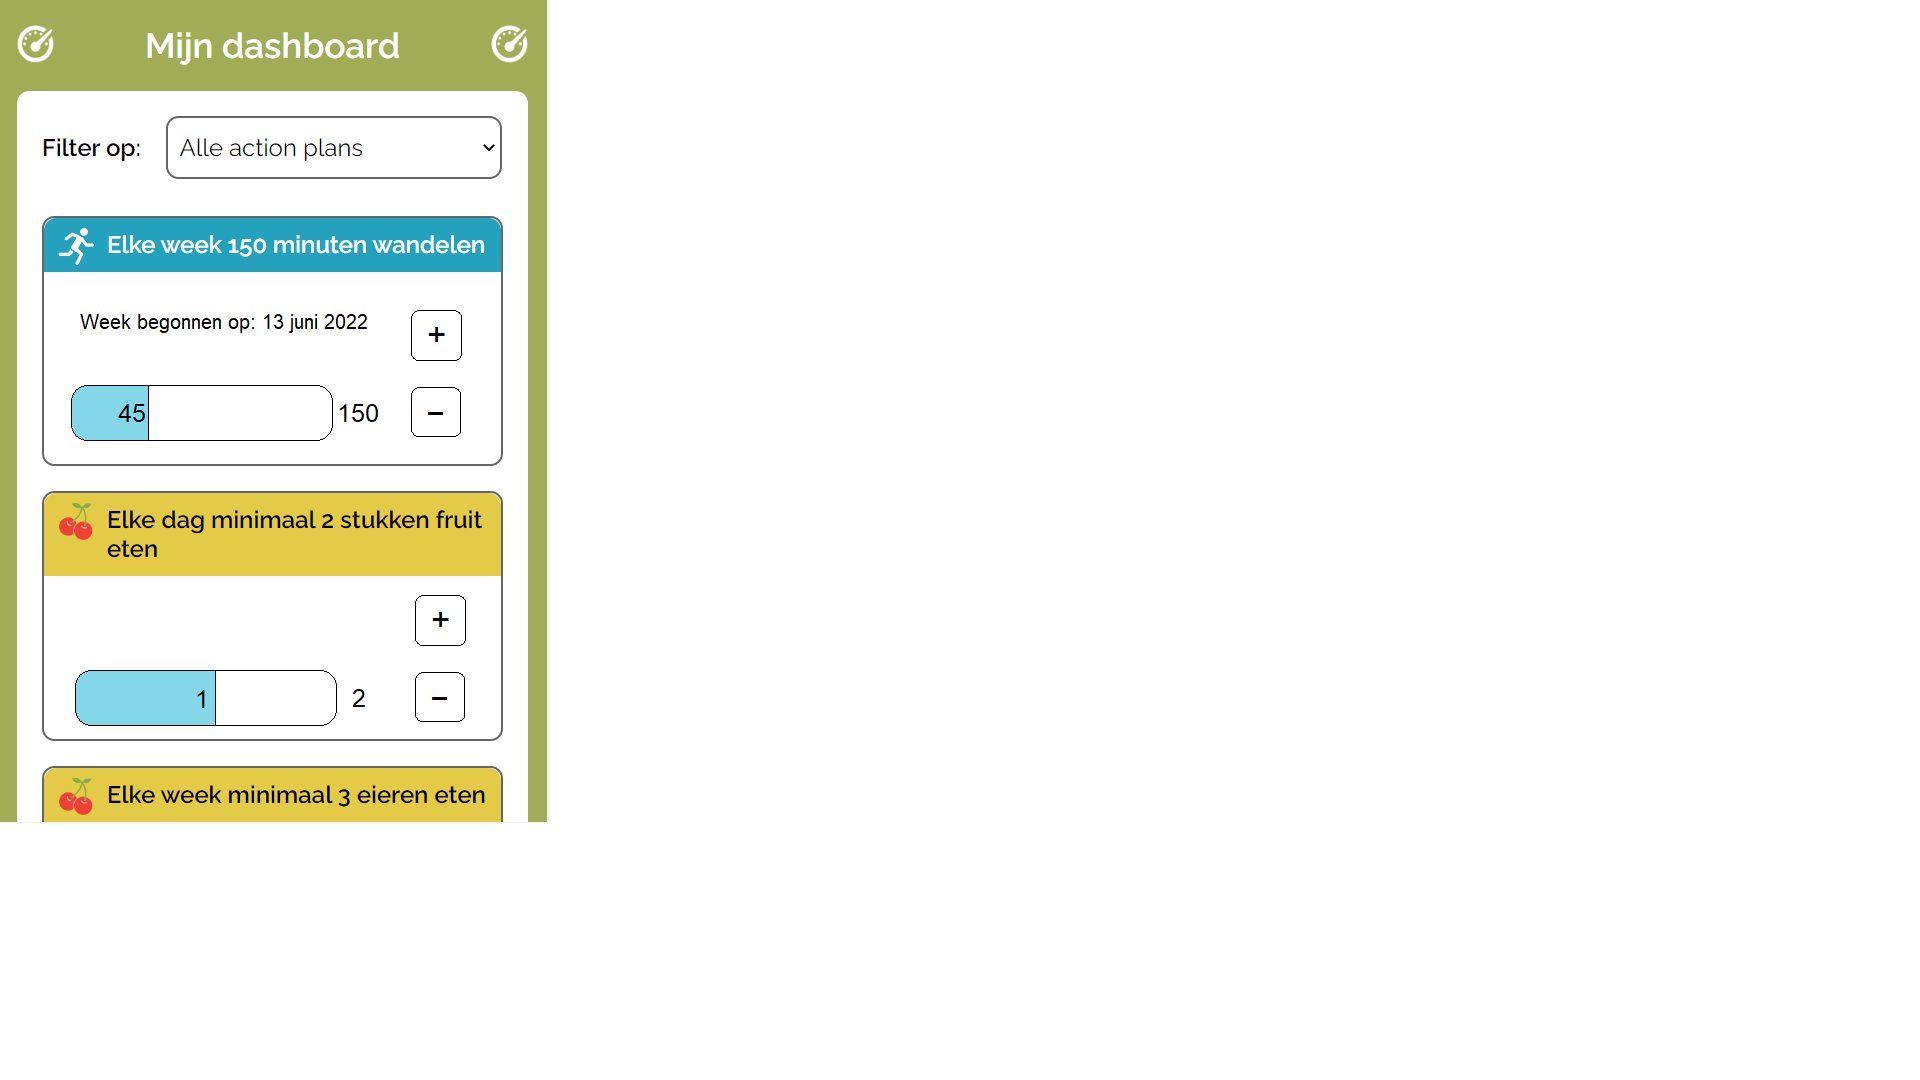 Mijn dashboard
Filter op:
Alle action plans
Elke week 150 minuten wandelen
Week begonnen op: 13 juni 2022
+
45
150
−
Elke dag minimaal 2 stukken fruit
eten
+
1
2
−
Elke week minimaal 3 eieren eten